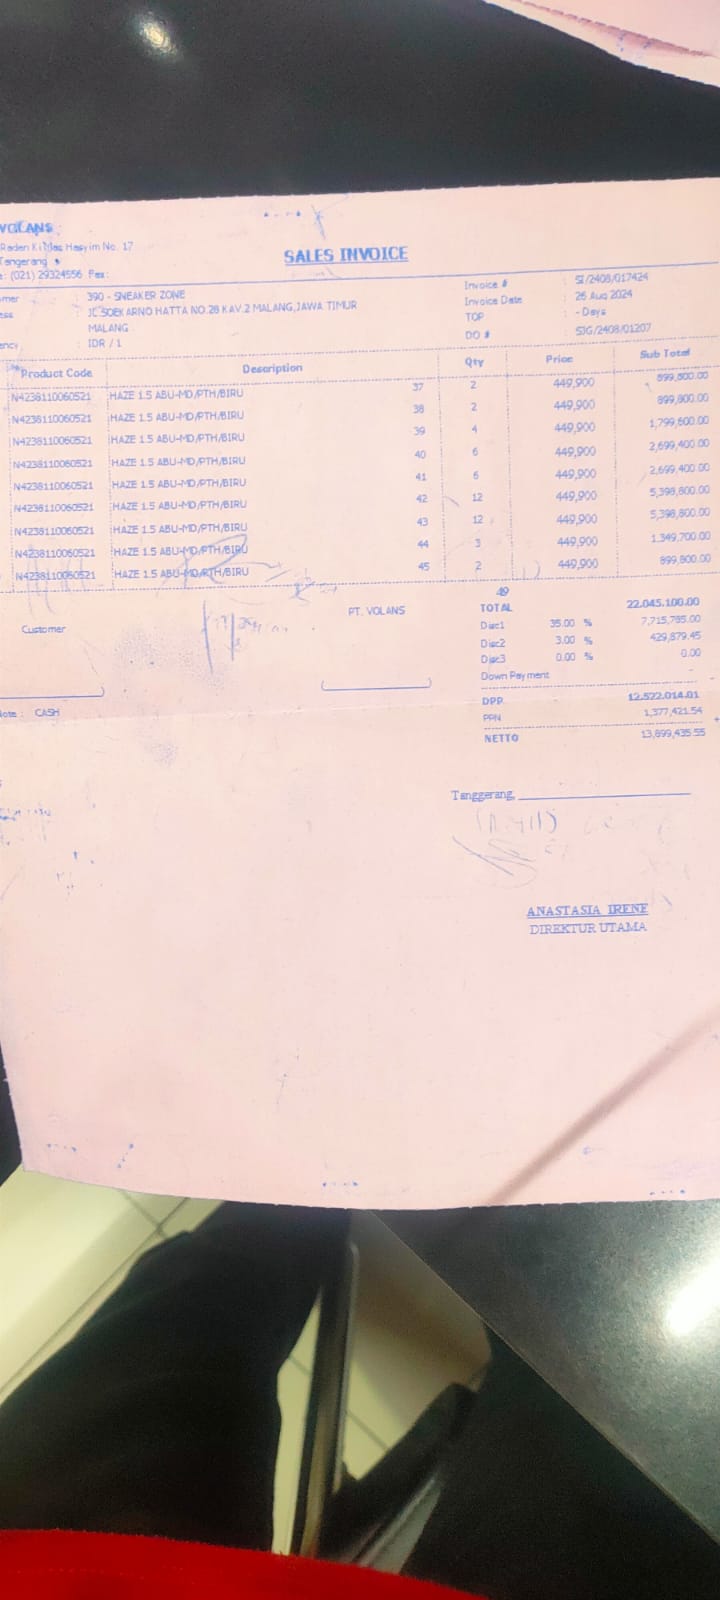 VOLANS
Raden Ki Mas Hasyim No. 17
Tangerang
: (021) 29324556 Fax:
SALES INVOICE
mer : 390 - SNEAKER ZONE
ess : JL SOEKARNO HATTA NO.28 KAV.2 MALANG,JAWA TIMUR
MALANG
ency : IDR / 1
Invoice # : SI/2408/017424
Invoice Date : 26 Aug 2024
TOP : - Days
DO # : SJG/2408/01207
Product Code Description Qty Price Sub Total
N4238110060521 HAZE 1.5 ABU-MD/PTH/BIRU 37 2 449,900 899,800.00
N4238110060521 HAZE 1.5 ABU-MD/PTH/BIRU 38 2 449,900 899,800.00
N4238110060521 HAZE 1.5 ABU-MD/PTH/BIRU 39 4 449,900 1,799,600.00
N4238110060521 HAZE 1.5 ABU-MD/PTH/BIRU 40 6 449,900 2,699,400.00
N4238110060521 HAZE 1.5 ABU-MD/PTH/BIRU 41 6 449,900 2,699,400.00
N4238110060521 HAZE 1.5 ABU-MD/PTH/BIRU 42 12 449,900 5,398,800.00
N4238110060521 HAZE 1.5 ABU-MD/PTH/BIRU 43 12 449,900 5,398,800.00
N4238110060521 HAZE 1.5 ABU-MD/PTH/BIRU 44 3 449,900 1.349,700.00
N4238110060521 HAZE 1.5 ABU-MD/PTH/BIRU 45 2 449,900 899,800.00
49
TOTAL 22.045.100.00
Disc1 35.00 % 7,715,785.00
Disc2 3.00 % 429,879.45
Disc3 0.00 % 0.00
Down Payment -
DPP 12.522.014.01
PPN 1,377,421.54
NETTO 13,899,435.55
Customer
PT. VOLANS
Note : CASH
Tanggerang,
ANASTASIA IRENE
DIREKTUR UTAMA